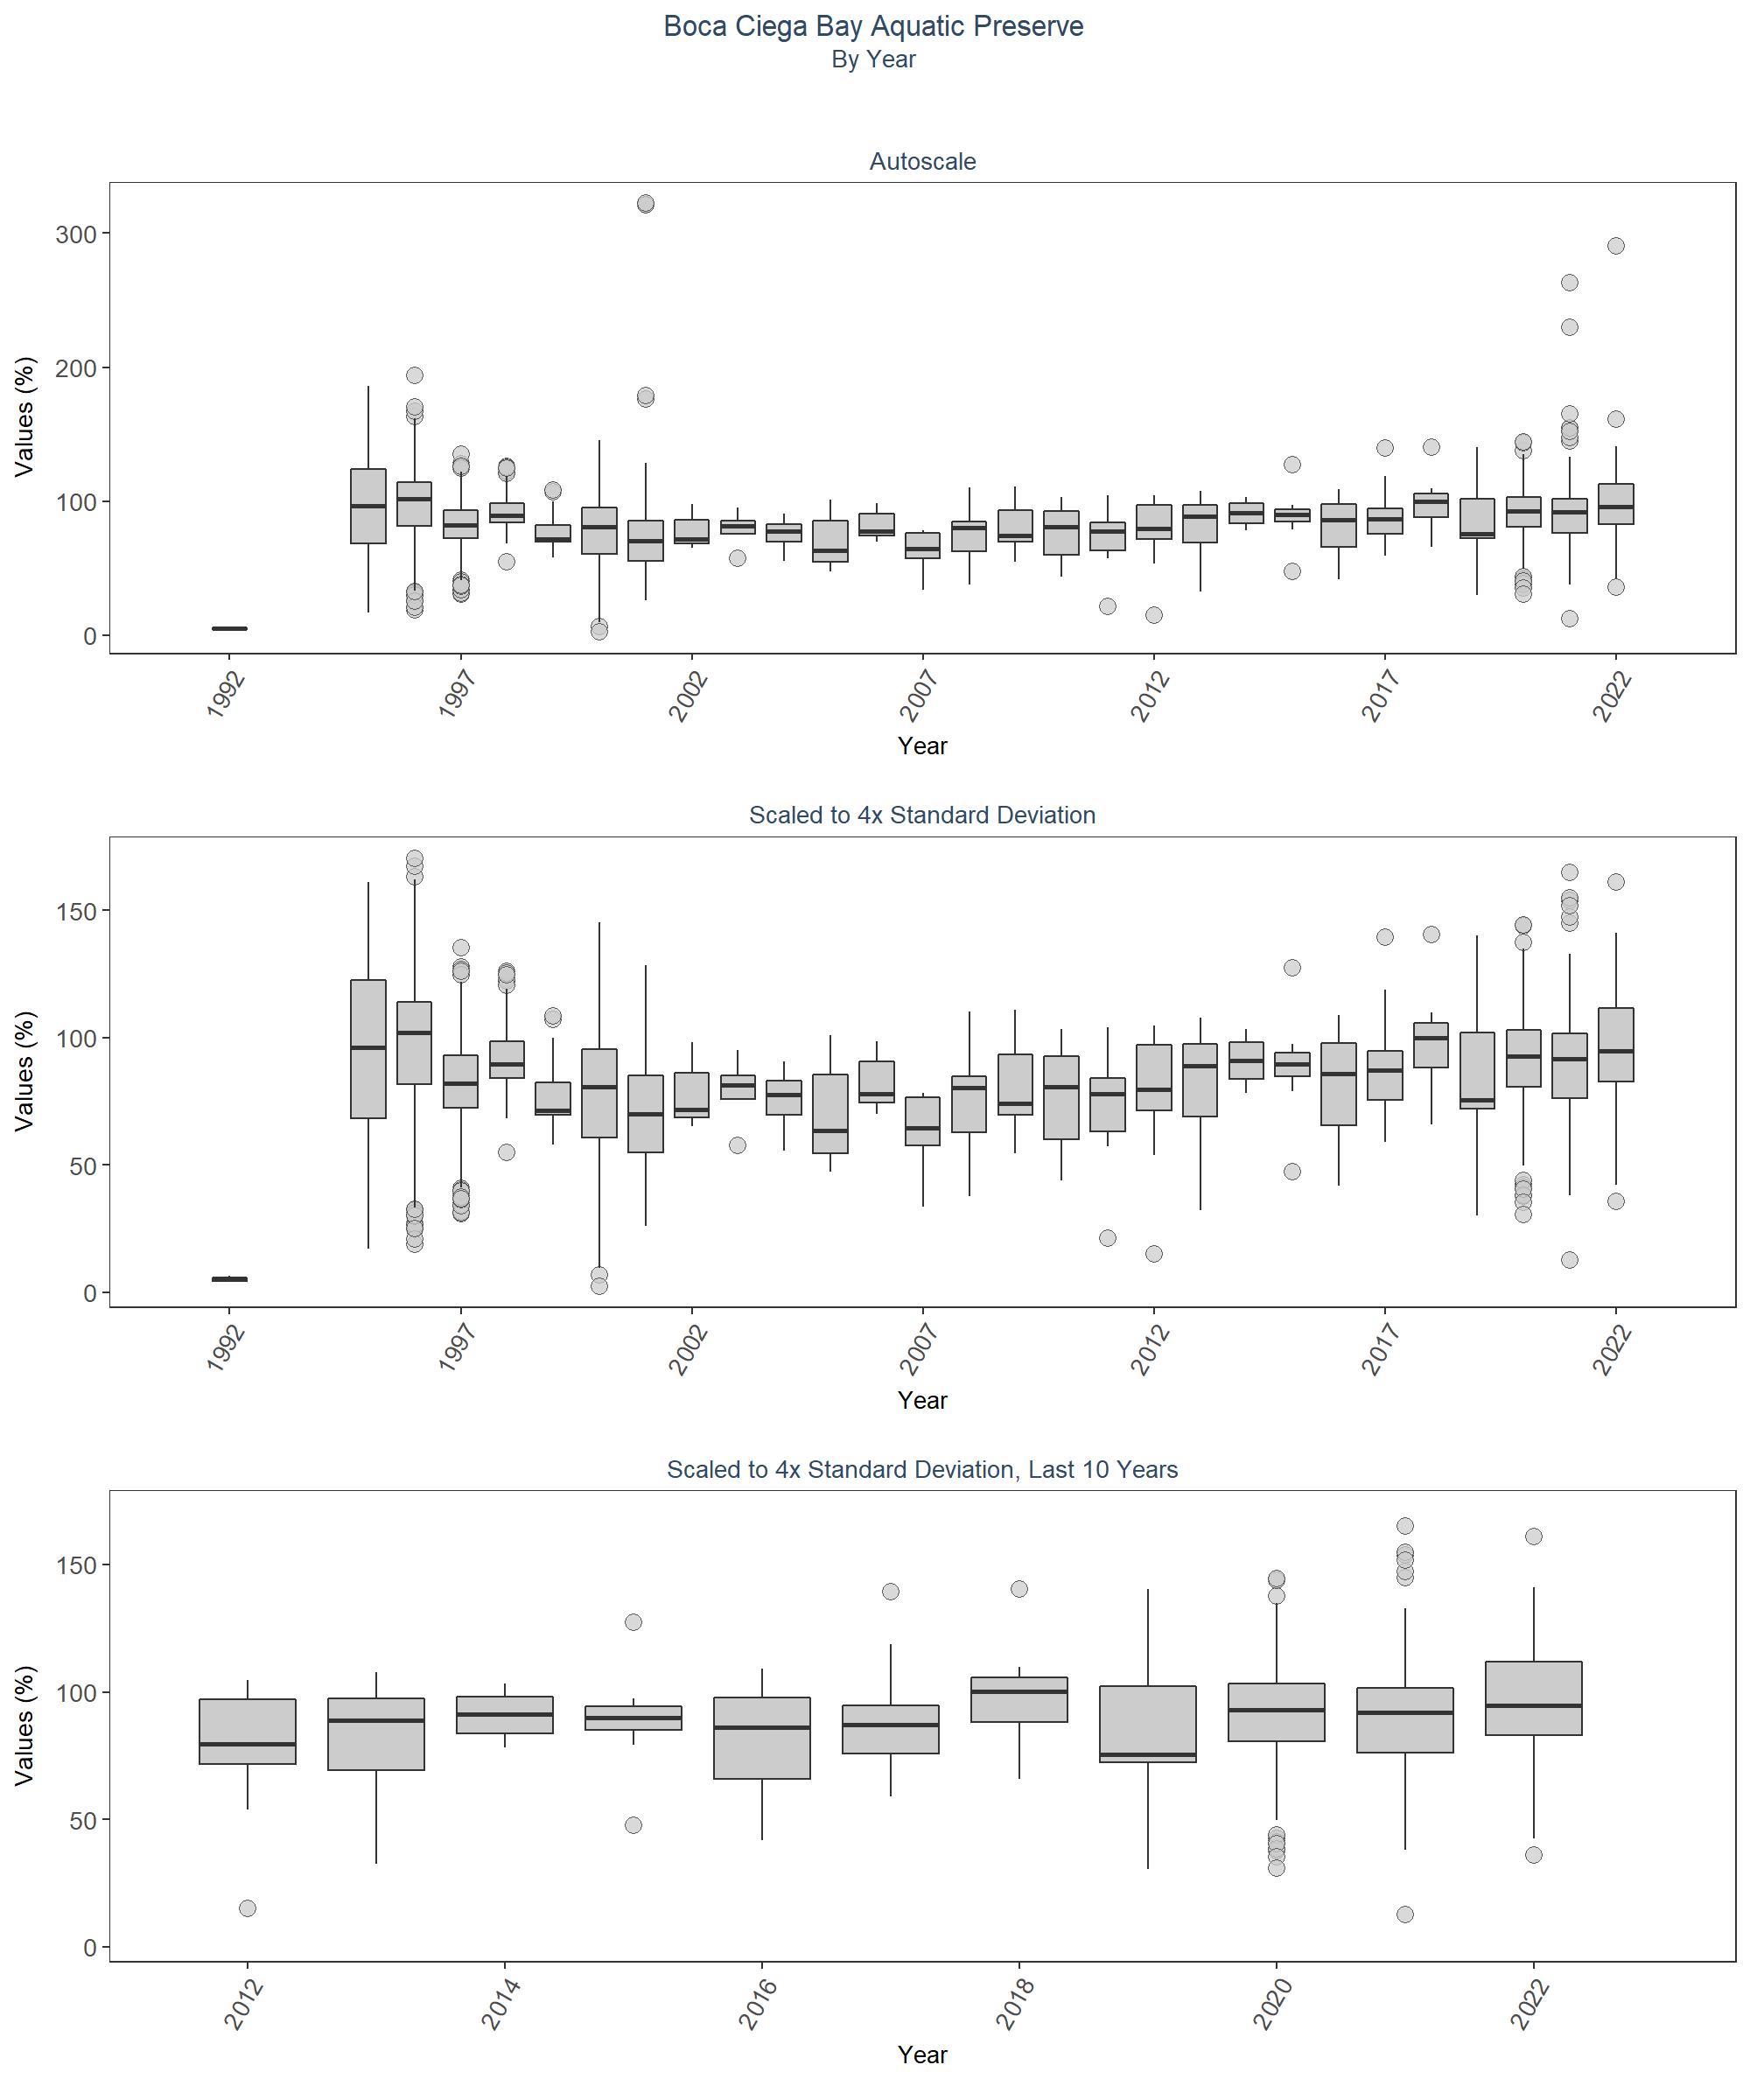 Boca Ciega Bay Aquatic Preserve
By Year
Autoscale
Values (%)
300
200
100
0
1992
1997
2002
2007
2012
2017
2022
Year
Scaled to 4x Standard Deviation
Values (%)
150
100
50
0
1992
1997
2002
2007
2012
2017
2022
Year
Scaled to 4x Standard Deviation, Last 10 Years
Values (%)
150
100
50
0
2012
2014
2016
2018
2020
2022
Year